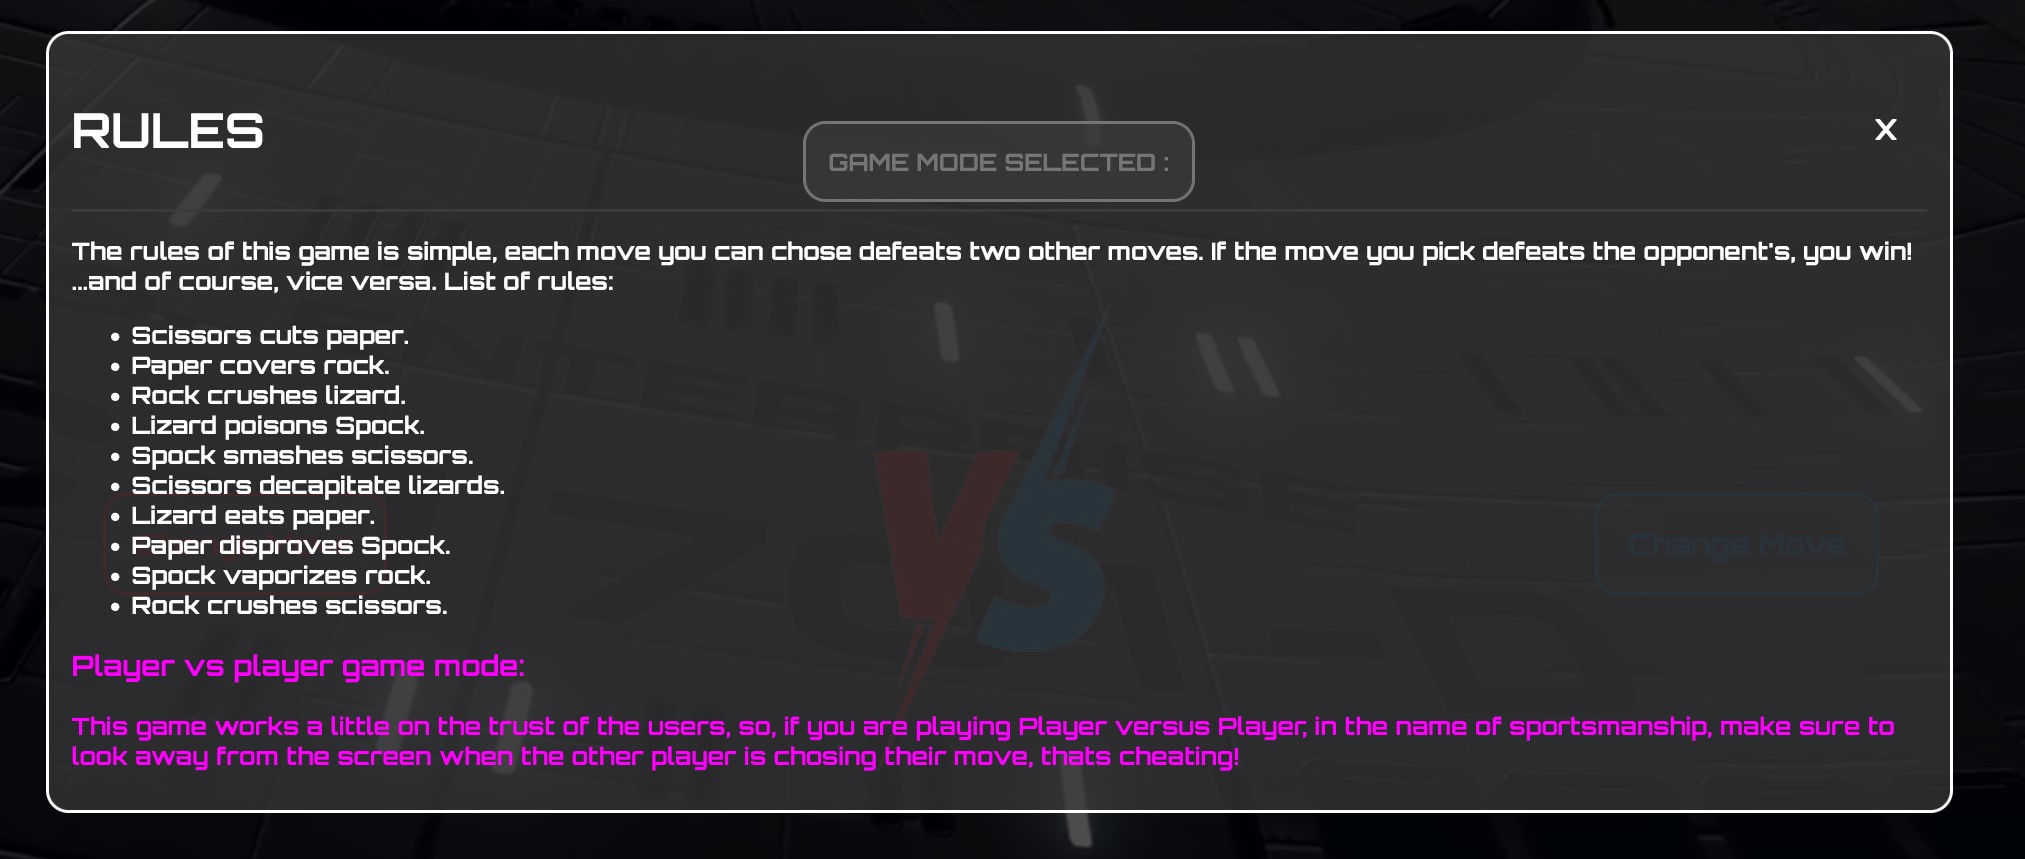 RULES
X
GAME MODE SELECTED :
The rules of this game is simple, each move you can chose defeats two other moves. If the move you pick defeats the opponent's, you win!
...and of course, vice versa. List of rules:
• Scissors cuts paper.
• Paper covers rock.
• Rock crushes lizard.
• Lizard poisons Spock.
• Spock smashes scissors.
• Scissors decapitate lizards.
• Lizard eats paper.
• Paper disproves Spock.
• Spock vaporizes rock.
• Rock crushes scissors.
ENTERPRISE
VS
Change Move
Player vs player game mode:
This game works a little on the trust of the users, so, if you are playing Player versus Player, in the name of sportsmanship, make sure to
look away from the screen when the other player is chosing their move, thats cheating!